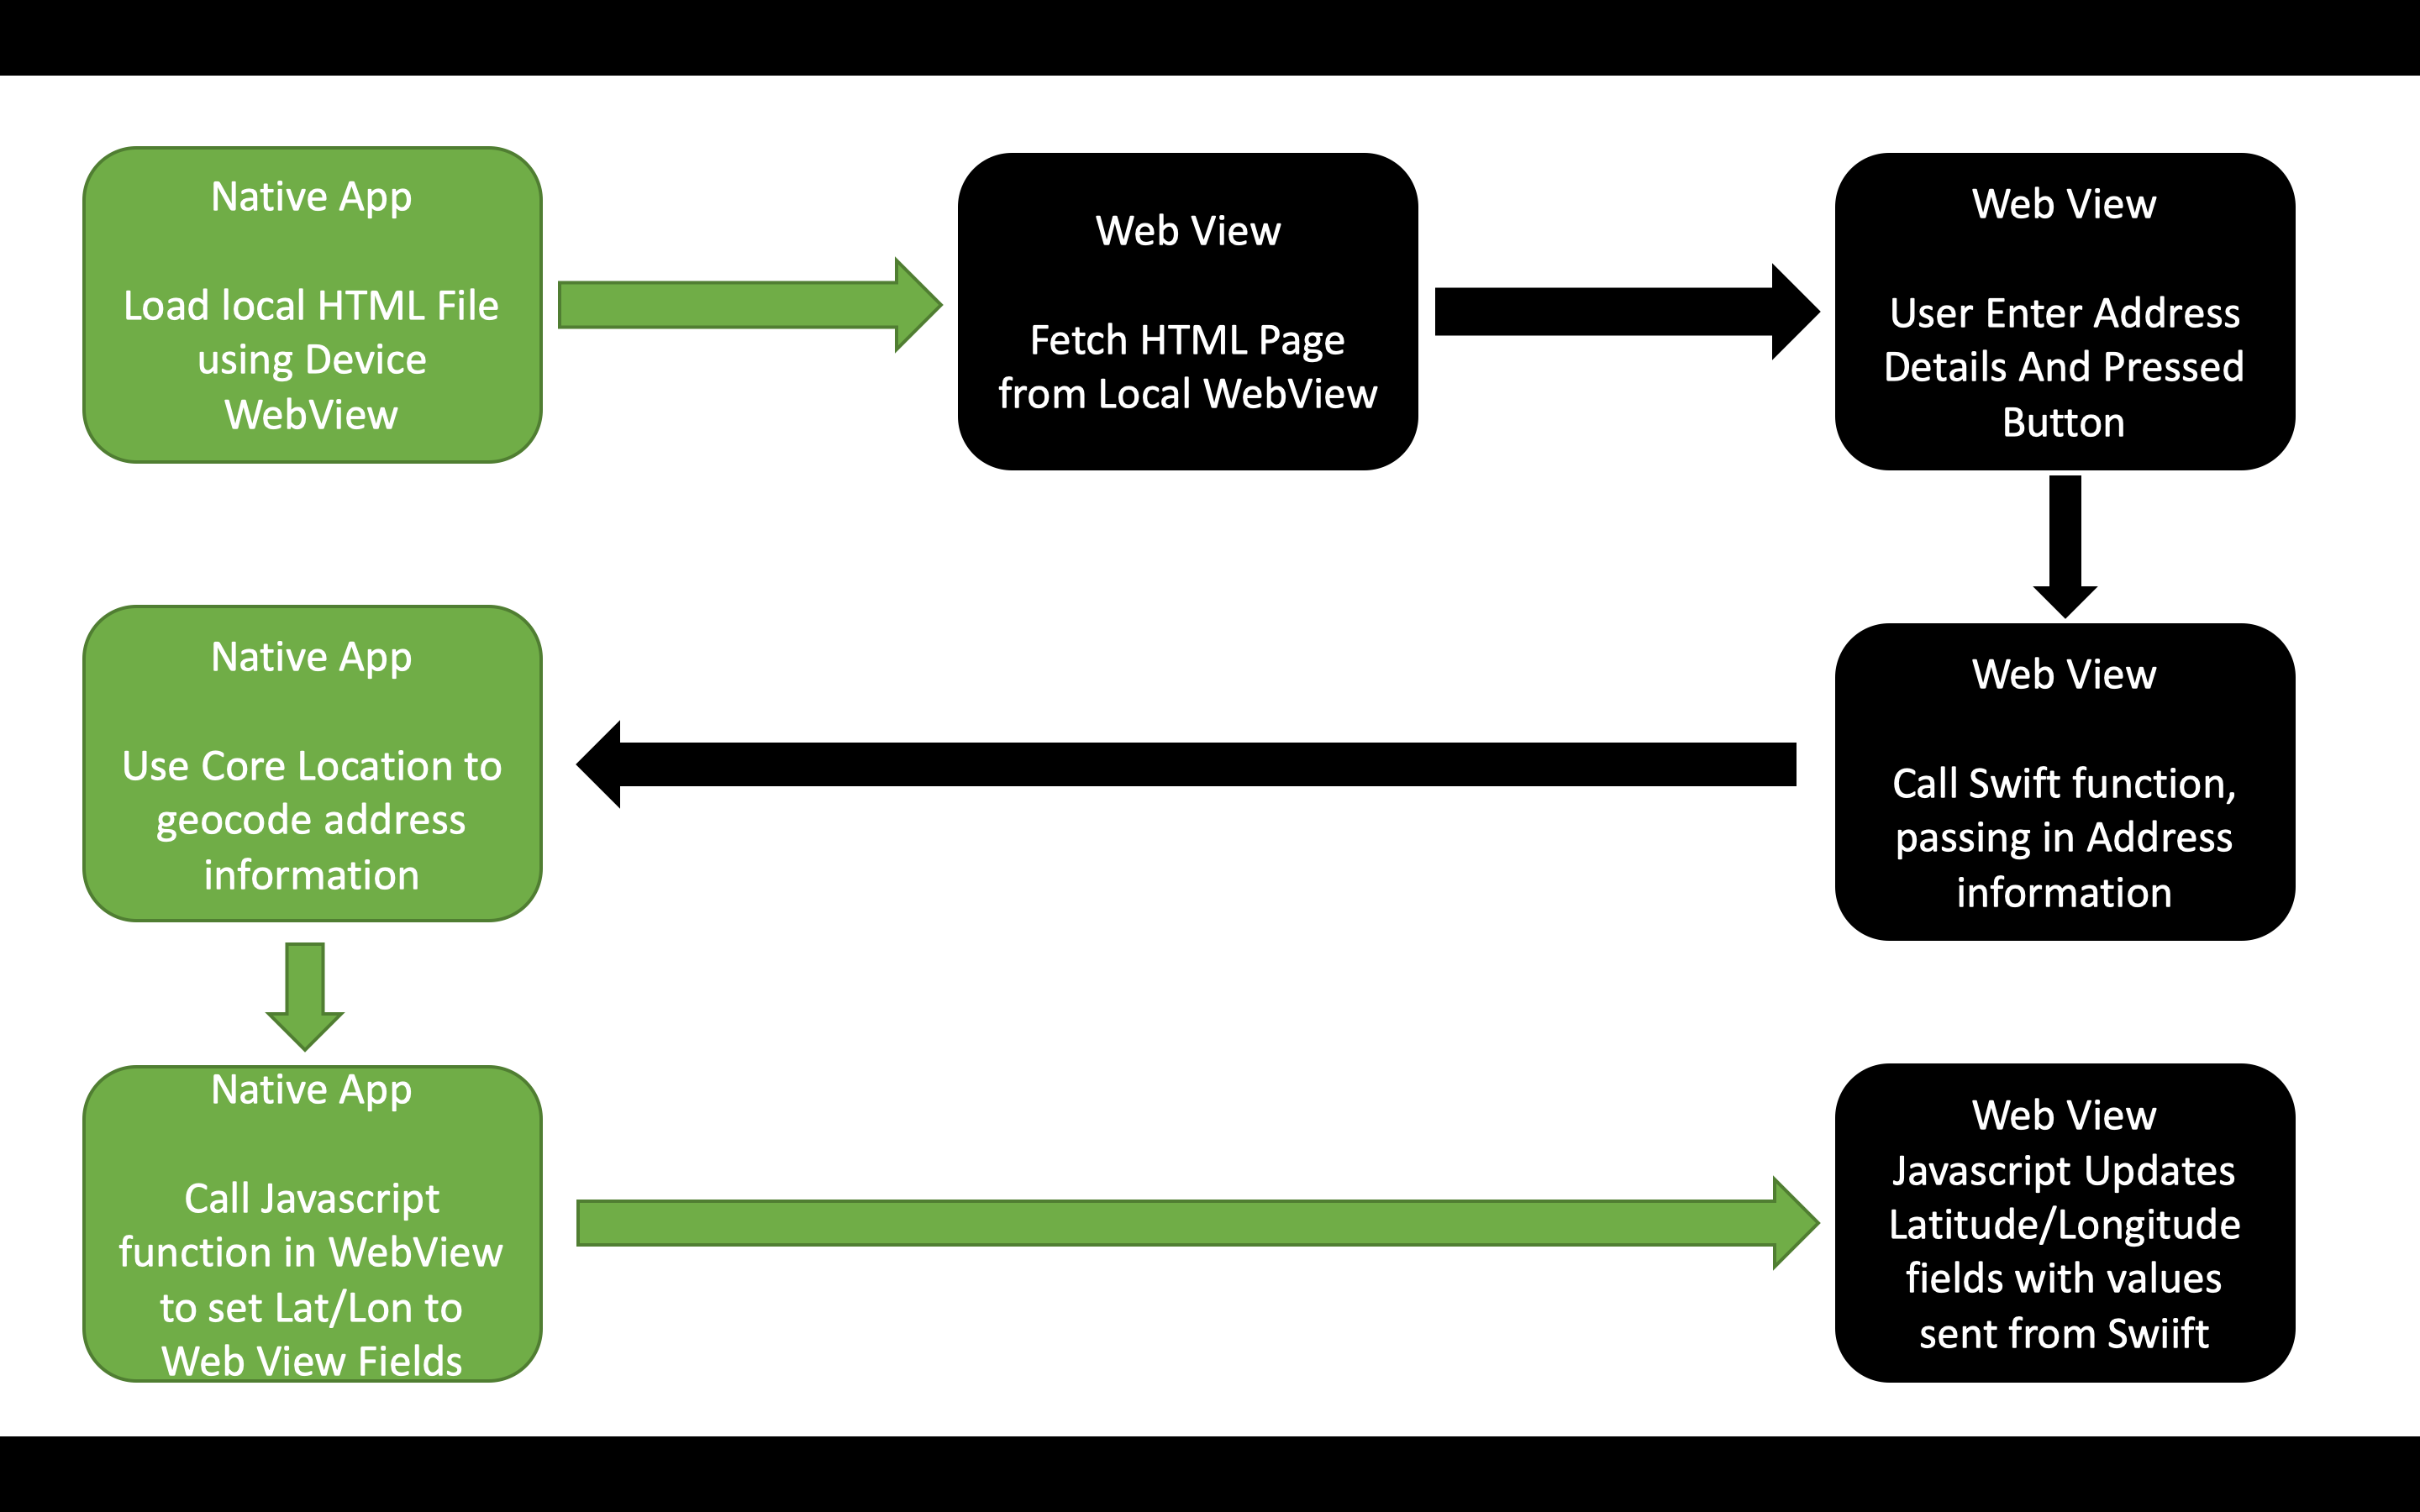 Native App
Load local HTML File
using Device
WebView
Web View
Fetch HTML Page
from Local WebView
Web View
User Enter Address
Details And Pressed
Button
Web View
Call Swift function,
passing in Address
information
Native App
Use Core Location to
geocode address
information
Native App
Call Javascript
function in WebView
to set Lat/Lon to
Web View Fields
Web View
Javascript Updates
Latitude/Longitude
fields with values
sent from Swiift